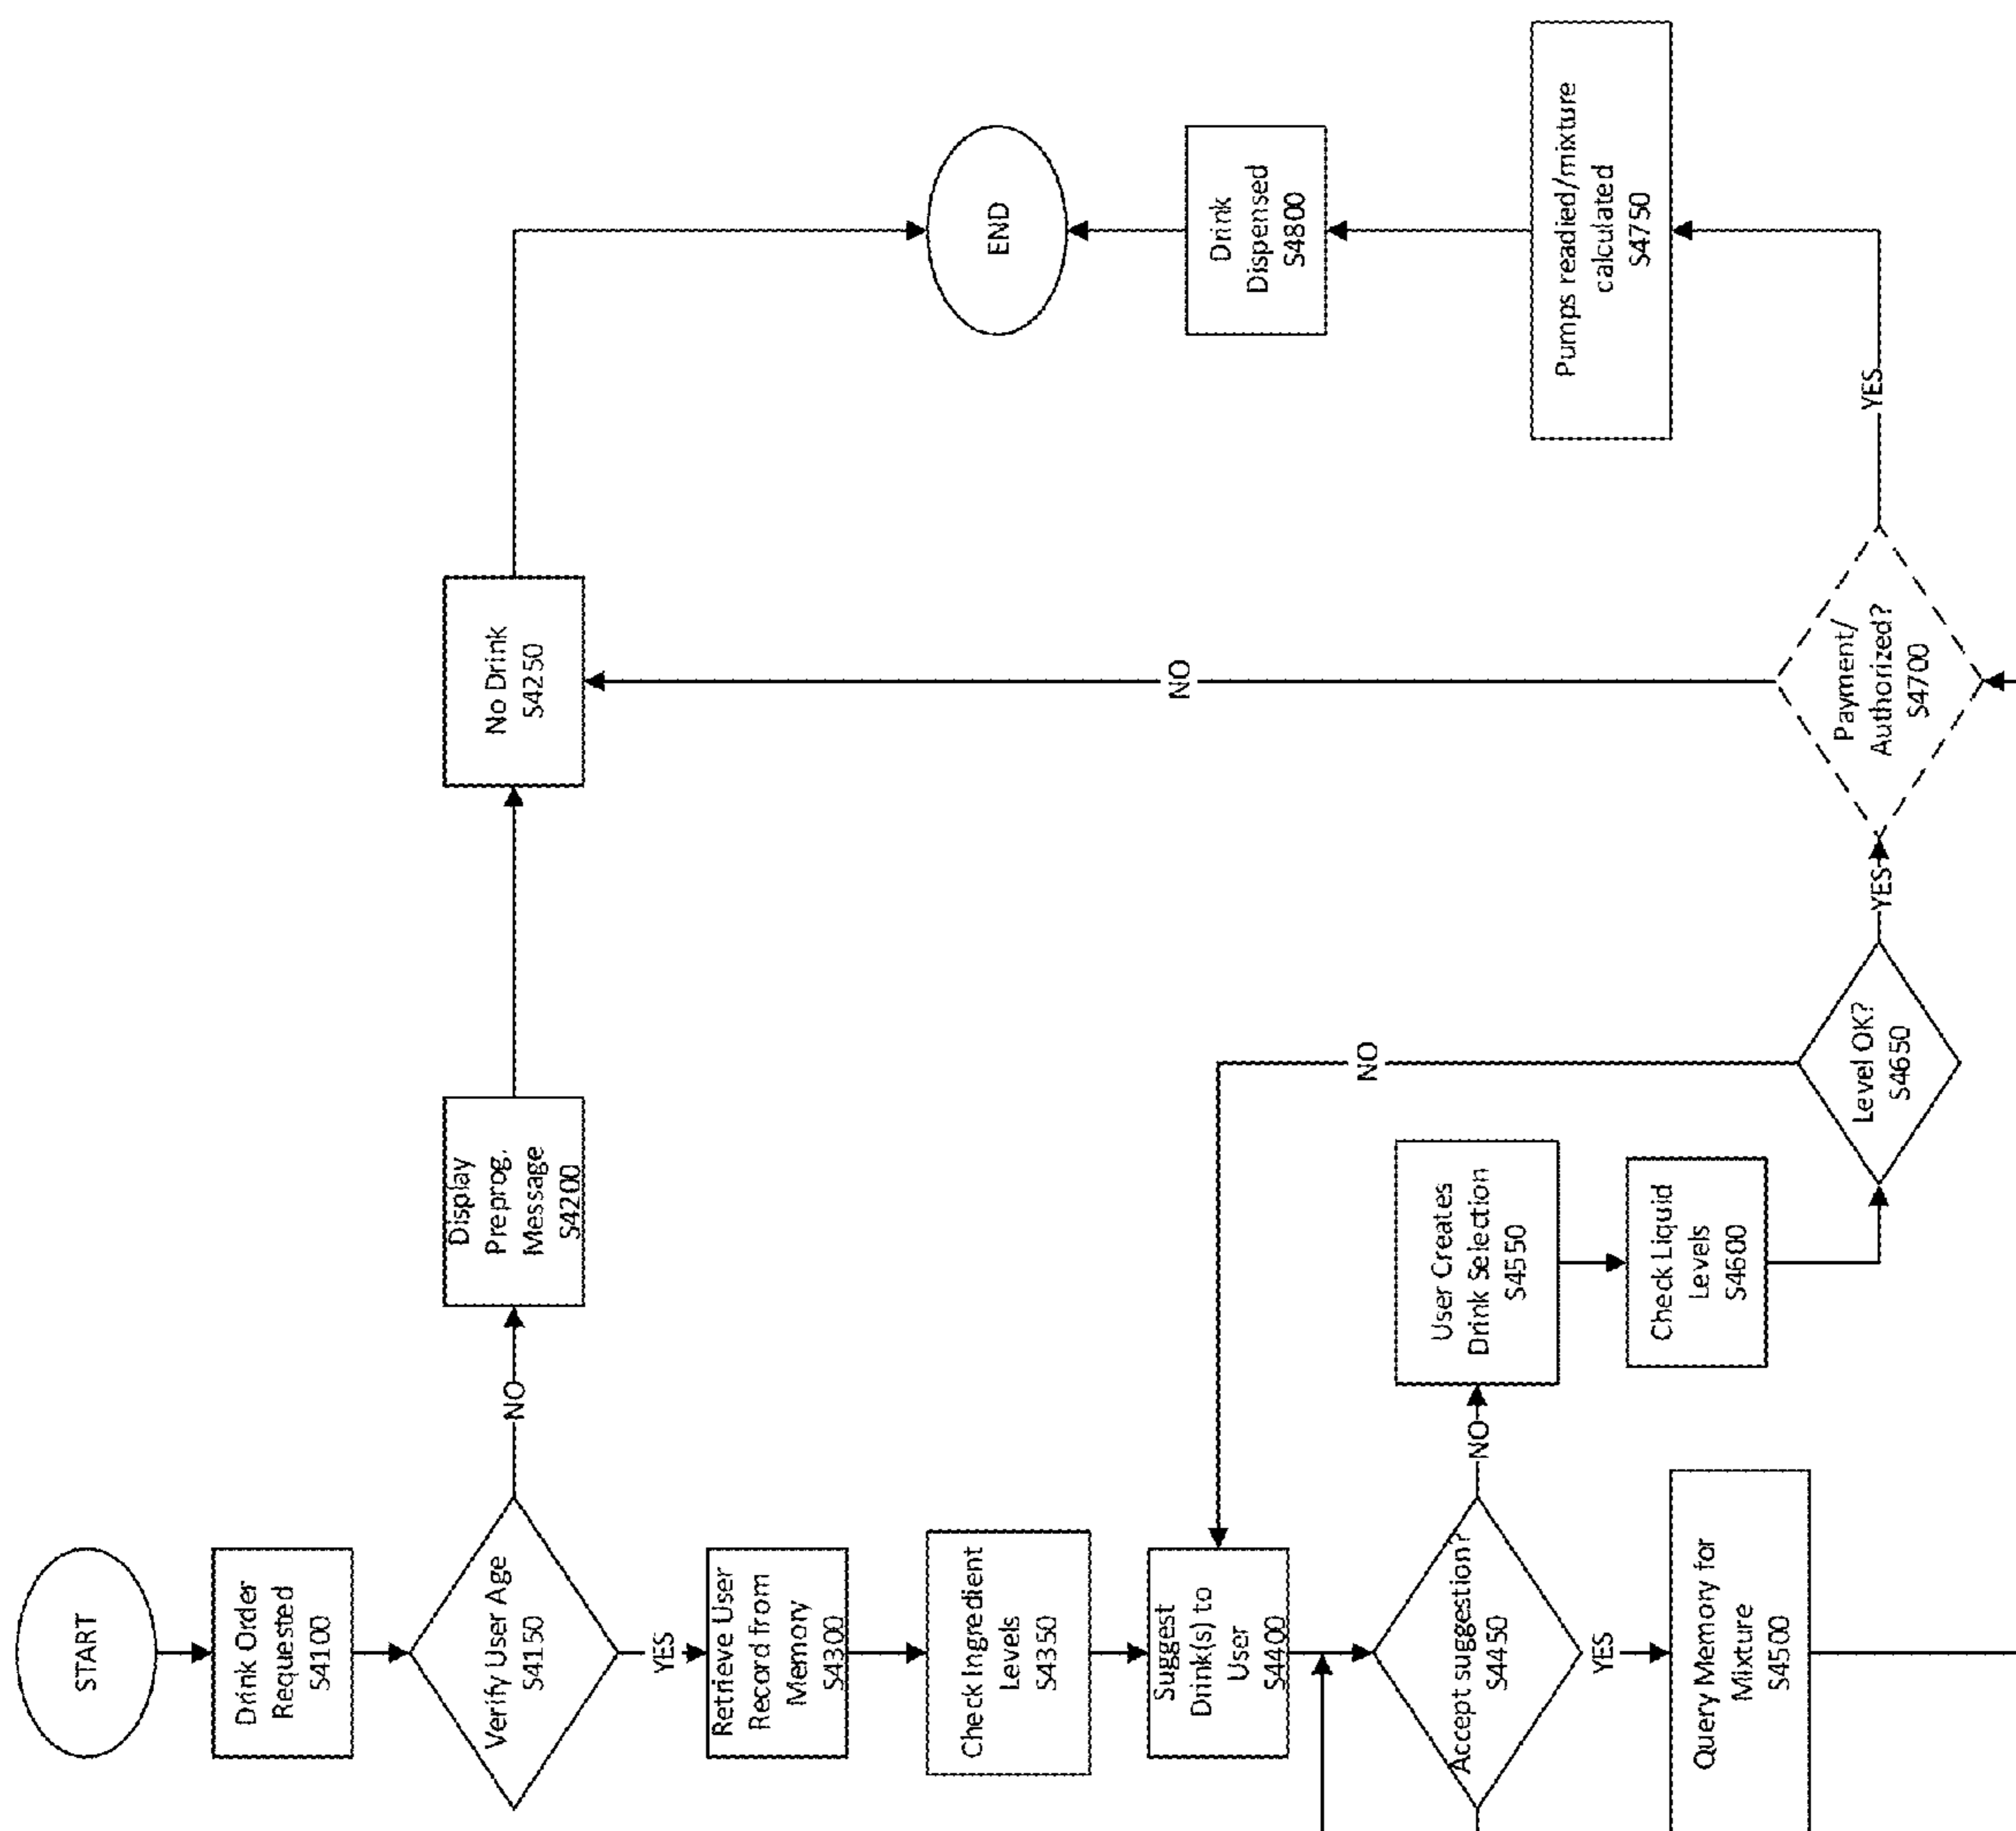 START
Drink Order
Requested
S4100
Verify User Age
S4150
NO
Display
Preprog.
Message
S4200
No Drink
S4250
YES
Retrieve User
Record from
Memory
S4300
Check Ingredient
Levels
S4350
Suggest
Drink(s) to
User
S4400
Accept suggestion?
S4450
NO
User Creates
Drink Selection
S4550
Check Liquid
Levels
S4600
Level OK?
S4650
NO
YES
Payment/
Authorized?
S4700
NO
YES
Pumps readied/mixture
calculated
S4750
Drink
Dispensed
S4800
END
YES
Query Memory for
Mixture
S4500